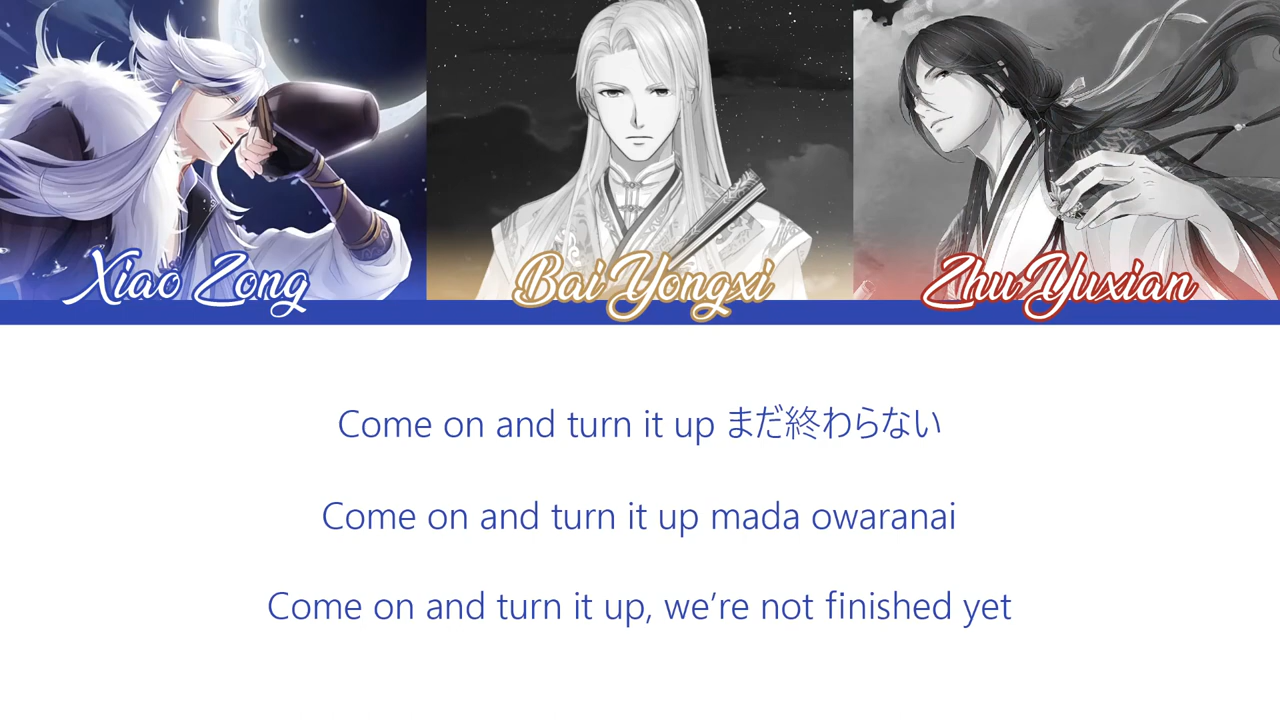 Xiao Zong
Bai Yongxi
Zhu Yuxian
Come on and turn it up まだ終わらない
Come on and turn it up mada owaranai
Come on and turn it up, we’re not finished yet